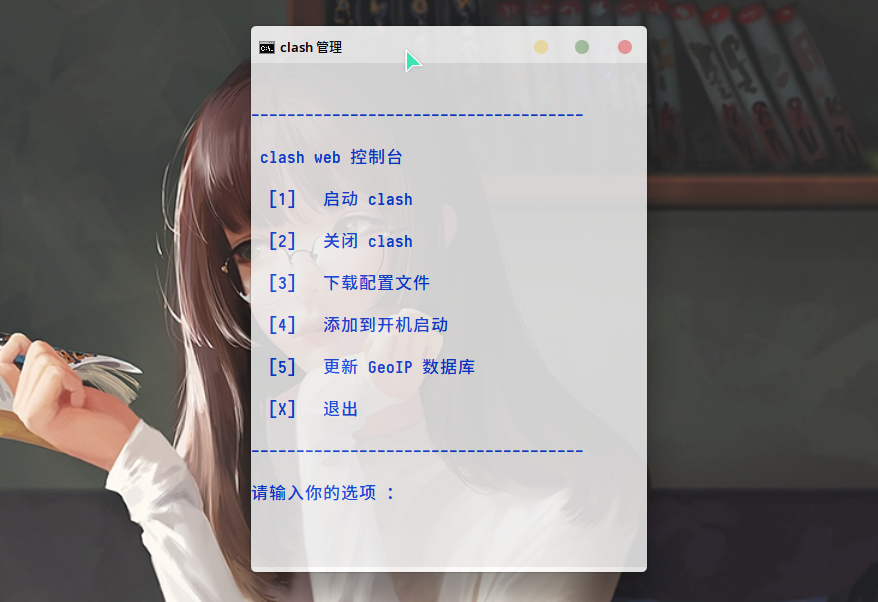 clash 管理
-------------------------------------
clash web 控制台
[1] 启动 clash
[2] 关闭 clash
[3] 下载配置文件
[4] 添加到开机启动
[5] 更新 GeoIP 数据库
[X] 退出
-------------------------------------
请输入你的选项 :